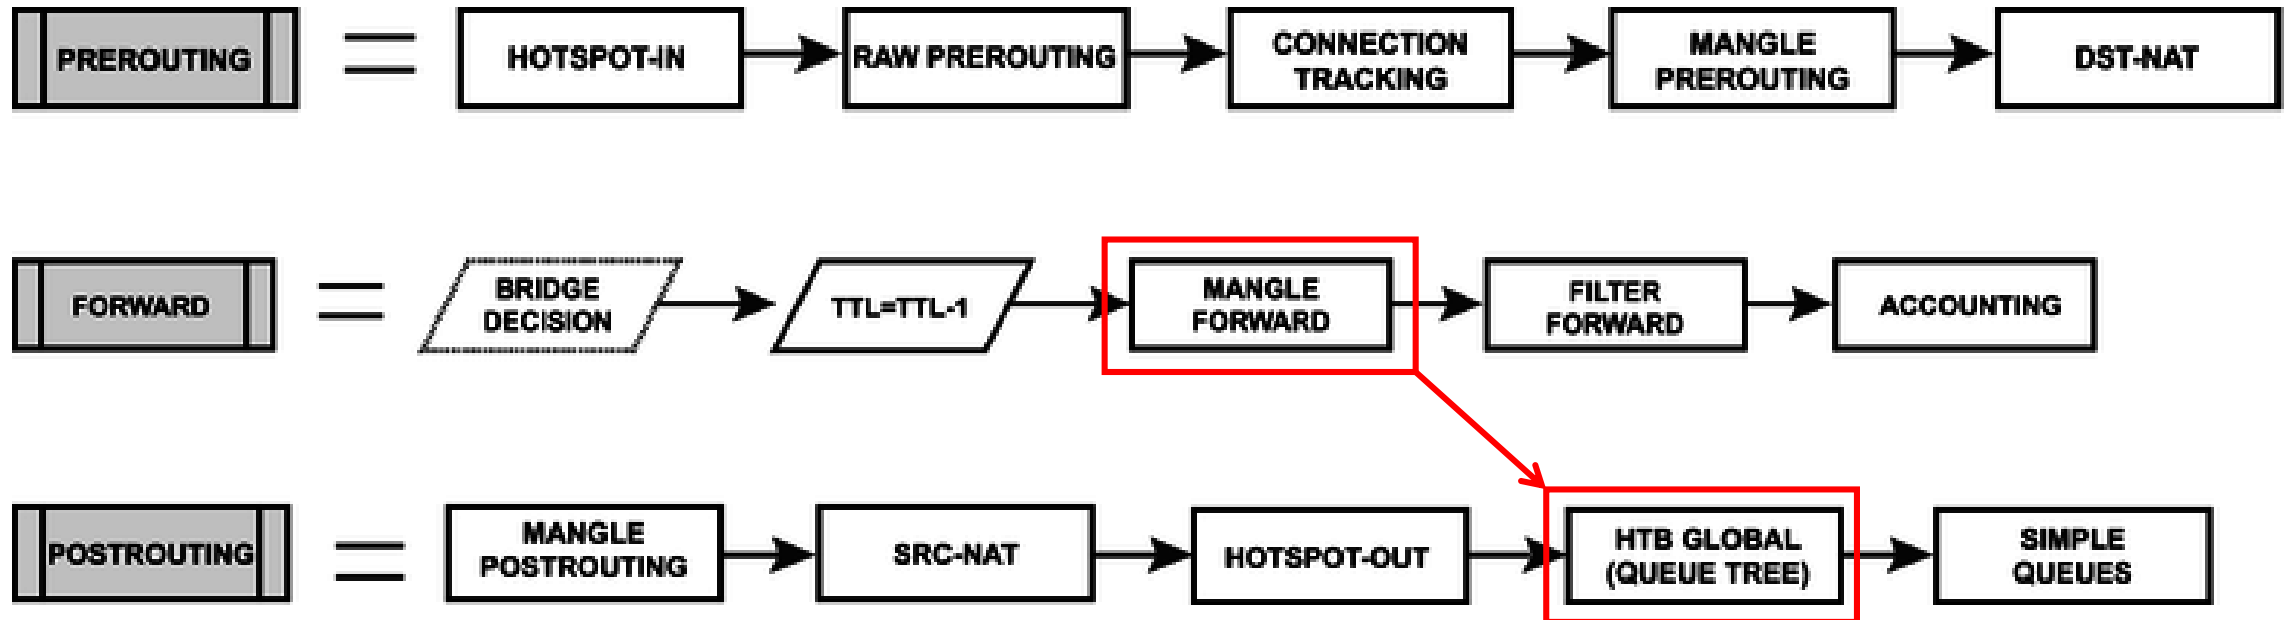 PREROUTING
HOTSPOT-IN
RAW PREROUTING
CONNECTION
TRACKING
MANGLE
PREROUTING
DST-NAT
FORWARD
BRIDGE
DECISION
TTL=TTL-1
MANGLE
FORWARD
FILTER
FORWARD
ACCOUNTING
POSTROUTING
MANGLE
POSTROUTING
SRC-NAT
HOTSPOT-OUT
HTB GLOBAL
(QUEUE TREE)
SIMPLE
QUEUES